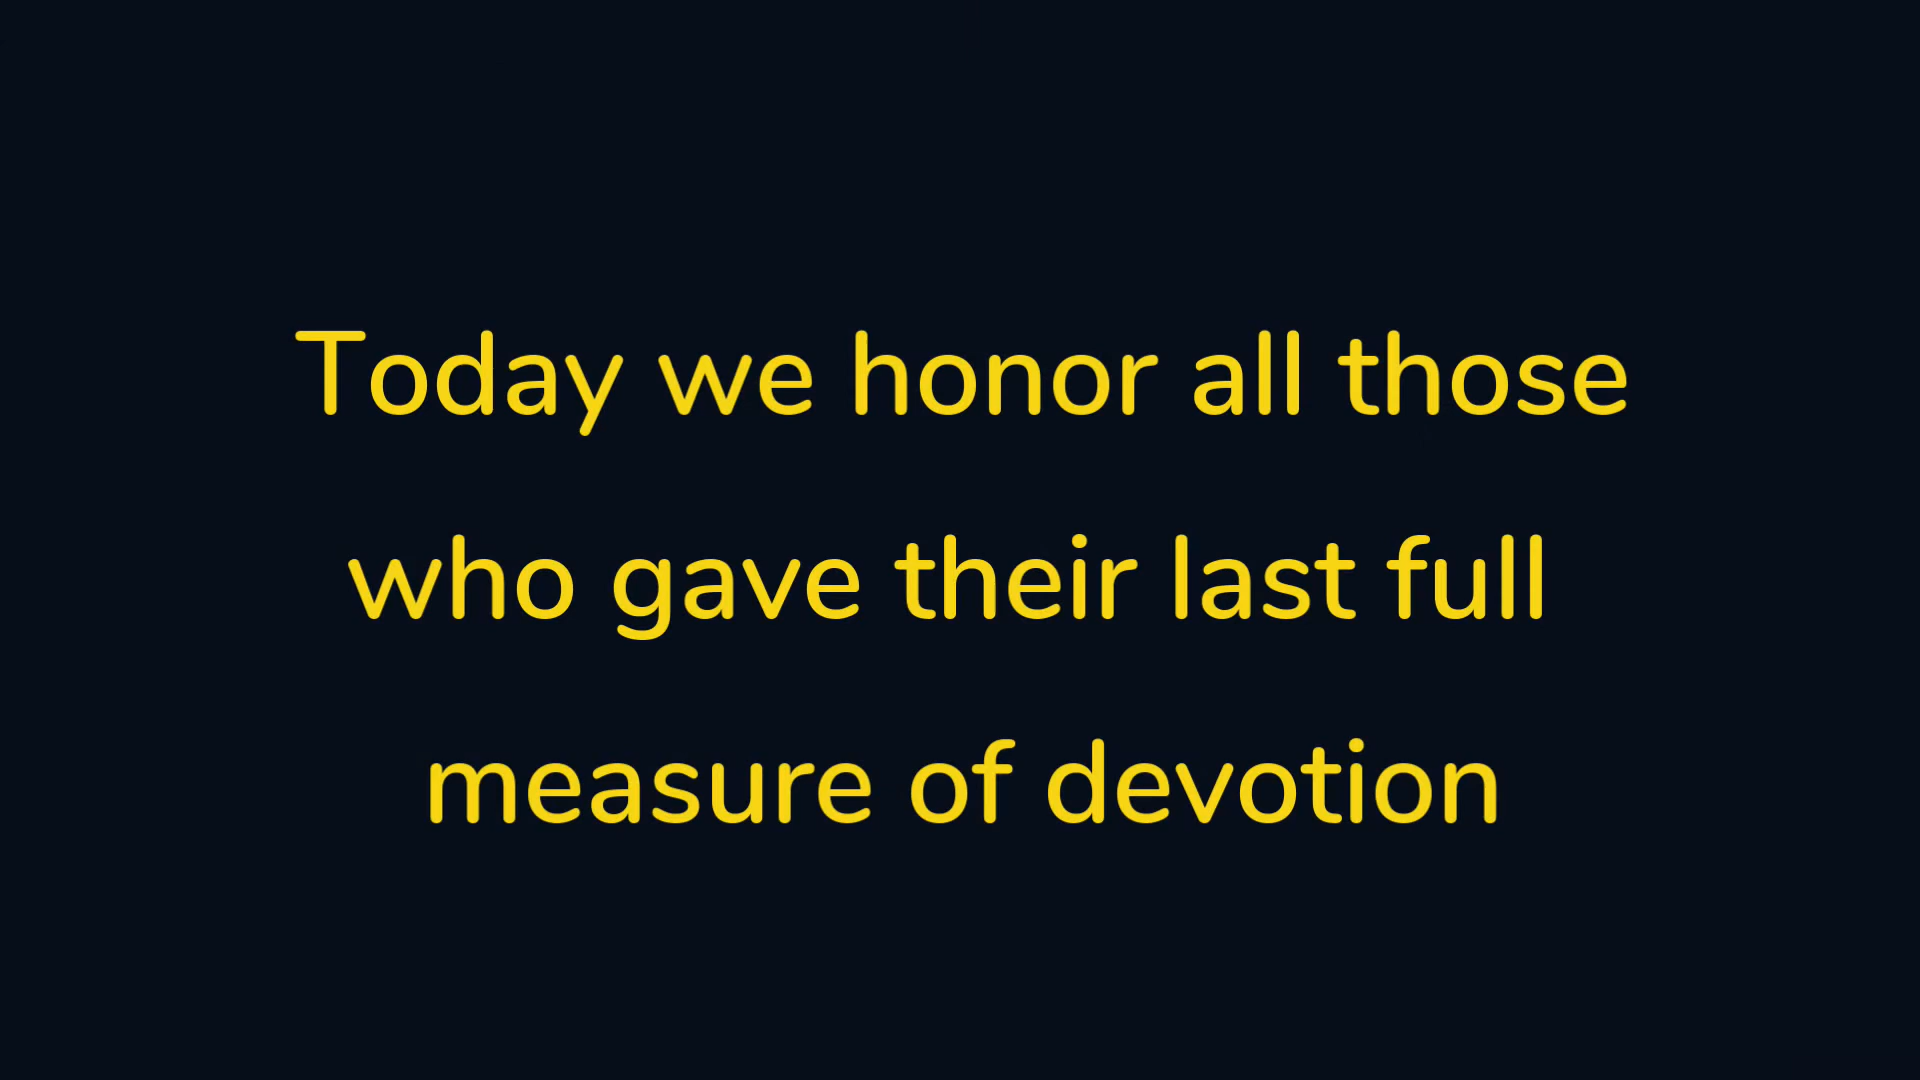 Today we honor all those
who gave their last full
measure of devotion